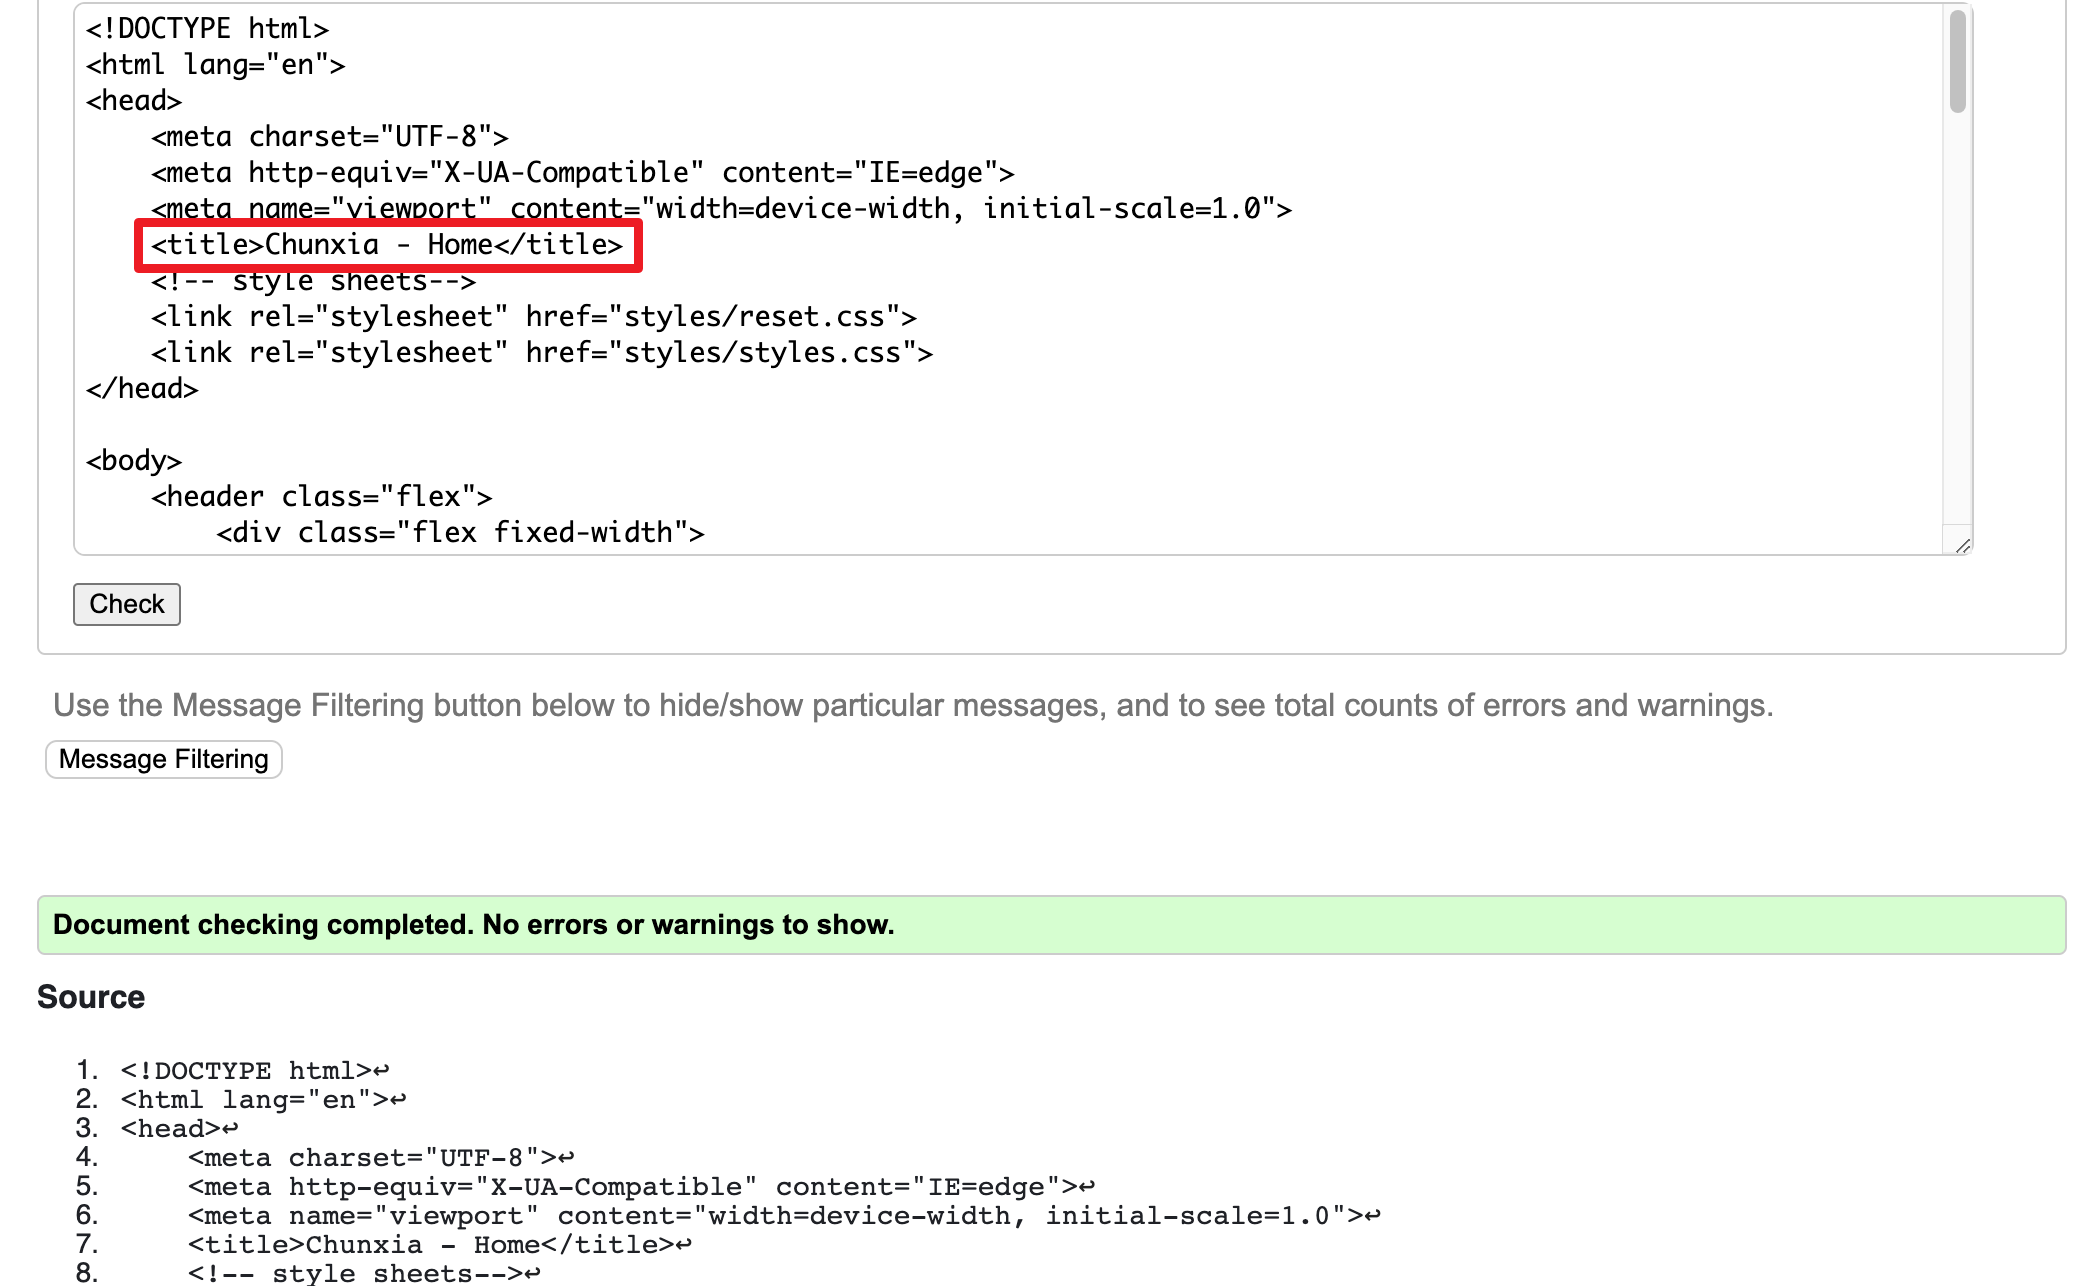 <!DOCTYPE html>
<html lang="en">
<head>
    <meta charset="UTF-8">
    <meta http-equiv="X-UA-Compatible" content="IE=edge">
    <meta name="viewport" content="width=device-width, initial-scale=1.0">
    <title>Chunxia - Home</title>
    <!-- style sheets-->
    <link rel="stylesheet" href="styles/reset.css">
    <link rel="stylesheet" href="styles/styles.css">
</head>
<body>
    <header class="flex">
        <div class="flex fixed-width">
Check
Use the Message Filtering button below to hide/show particular messages, and to see total counts of errors and warnings.
Message Filtering
Document checking completed. No errors or warnings to show.
Source
1. <!DOCTYPE html>↩
2. <html lang="en">↩
3. <head>↩
4.     <meta charset="UTF-8">↩
5.     <meta http-equiv="X-UA-Compatible" content="IE=edge">↩
6.     <meta name="viewport" content="width=device-width, initial-scale=1.0">↩
7.     <title>Chunxia - Home</title>↩
8.     <!-- style sheets-->↩